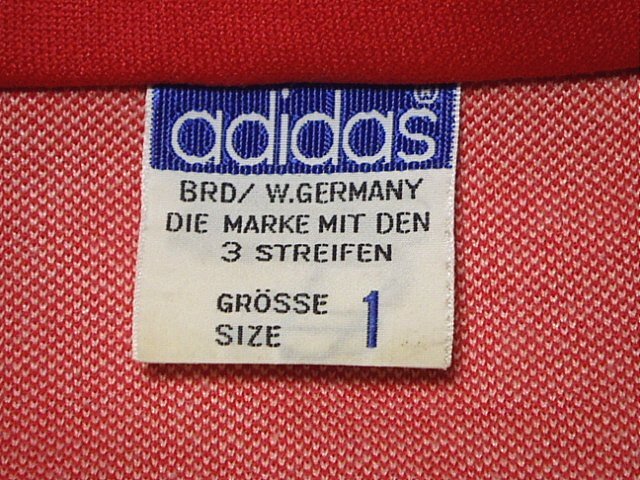 adidas®
BRD/ W.GERMANY
DIE MARKE MIT DEN
3 STREIFEN
GRÖSSE
SIZE 1